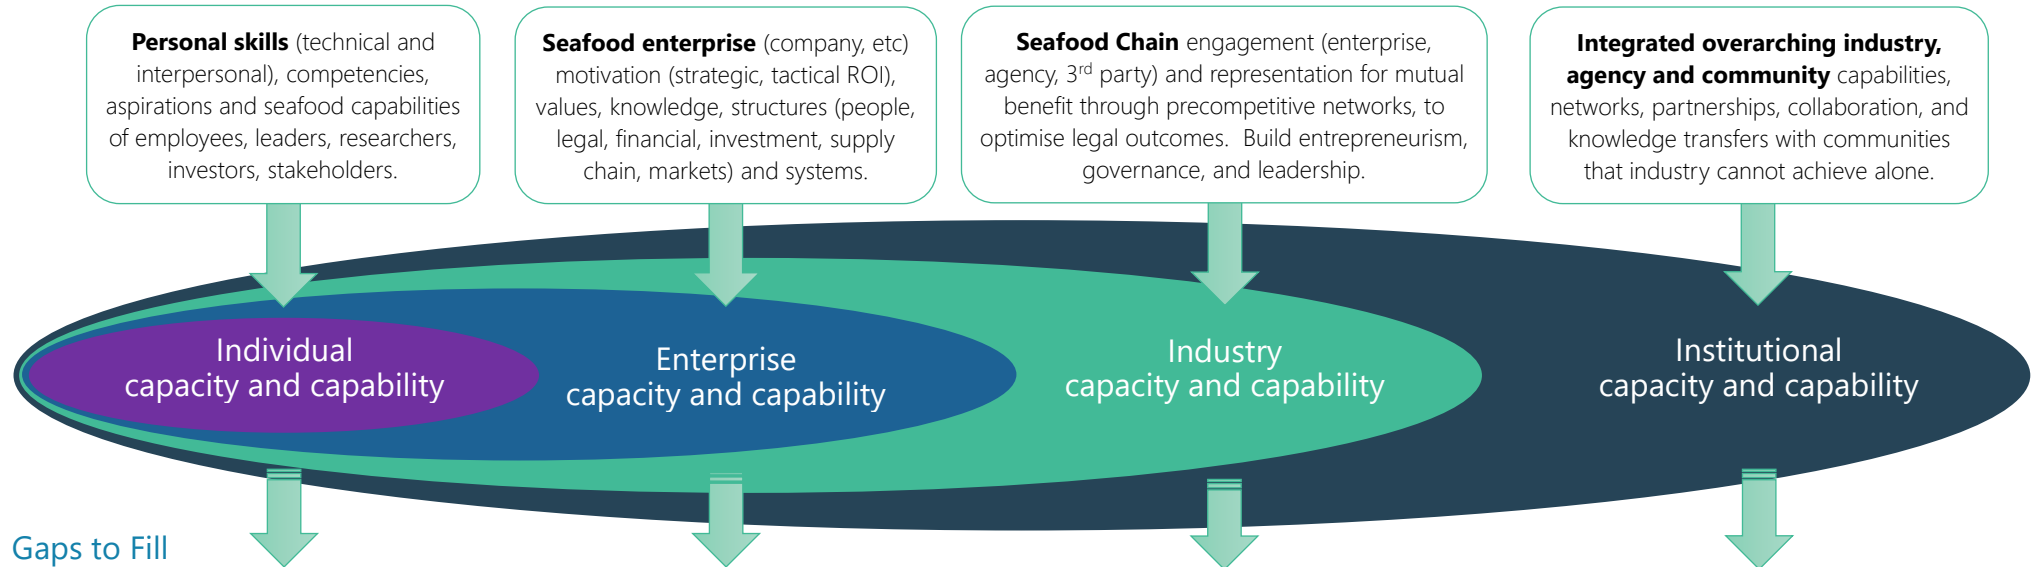 Personal skills (technical and
interpersonal), competencies,
aspirations and seafood capabilities
of employees, leaders, researchers,
investors, stakeholders.
Seafood enterprise (company, etc)
motivation (strategic, tactical ROI),
values, knowledge, structures (people,
legal, financial, investment, supply
chain, markets) and systems.
Seafood Chain engagement (enterprise,
agency, 3rd party) and representation for mutual
benefit through precompetitive networks, to
optimise legal outcomes.  Build entrepreneurism,
governance, and leadership.
Integrated overarching industry,
agency and community capabilities,
networks, partnerships, collaboration, and
knowledge transfers with communities
that industry cannot achieve alone.
Individual
capacity and capability
Enterprise
capacity and capability
Industry
capacity and capability
Institutional
capacity and capability
Gaps to Fill